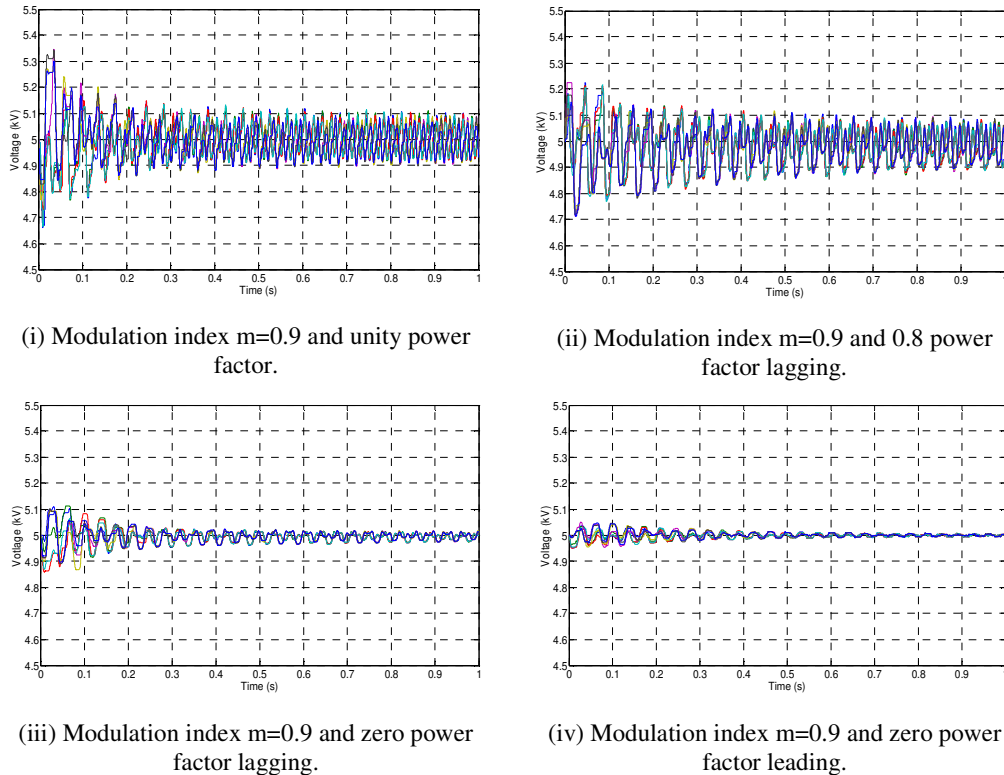 5.5
5.4
5.3
5.2
5.1
5
4.9
4.8
4.7
4.6
4.5
Voltage (kV)
0 0.1 0.2 0.3 0.4 0.5 0.6 0.7 0.8 0.9 1
Time (s)
(i) Modulation index m=0.9 and unity power
factor.
5.5
5.4
5.3
5.2
5.1
5
4.9
4.8
4.7
4.6
4.5
Voltage (kV)
0 0.1 0.2 0.3 0.4 0.5 0.6 0.7 0.8 0.9 1
Time (s)
(ii) Modulation index m=0.9 and 0.8 power
factor lagging.
5.5
5.4
5.3
5.2
5.1
5
4.9
4.8
4.7
4.6
4.5
Voltage (kV)
0 0.1 0.2 0.3 0.4 0.5 0.6 0.7 0.8 0.9 1
Time (s)
(iii) Modulation index m=0.9 and zero power
factor lagging.
5.5
5.4
5.3
5.2
5.1
5
4.9
4.8
4.7
4.6
4.5
Voltage (kV)
0 0.1 0.2 0.3 0.4 0.5 0.6 0.7 0.8 0.9 1
Time (s)
(iv) Modulation index m=0.9 and zero power
factor leading.